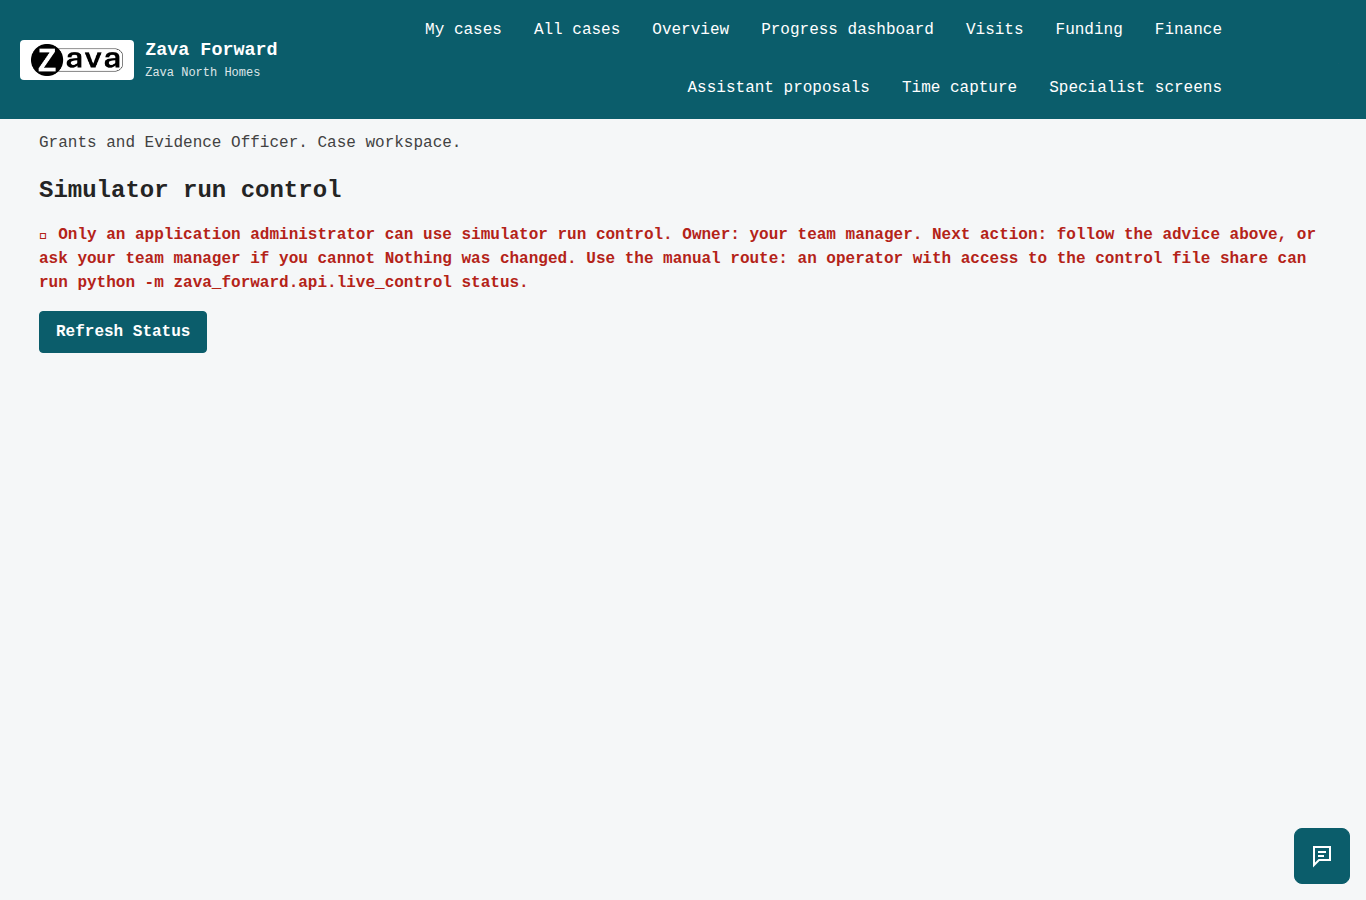 Zava
Zava Forward
Zava North Homes
My cases All cases Overview Progress dashboard Visits Funding Finance
Assistant proposals Time capture Specialist screens
Grants and Evidence Officer. Case workspace.
Simulator run control
Only an application administrator can use simulator run control. Owner: your team manager. Next action: follow the advice above, or
ask your team manager if you cannot Nothing was changed. Use the manual route: an operator with access to the control file share can
run python -m zava_forward.api.live_control status.
Refresh Status